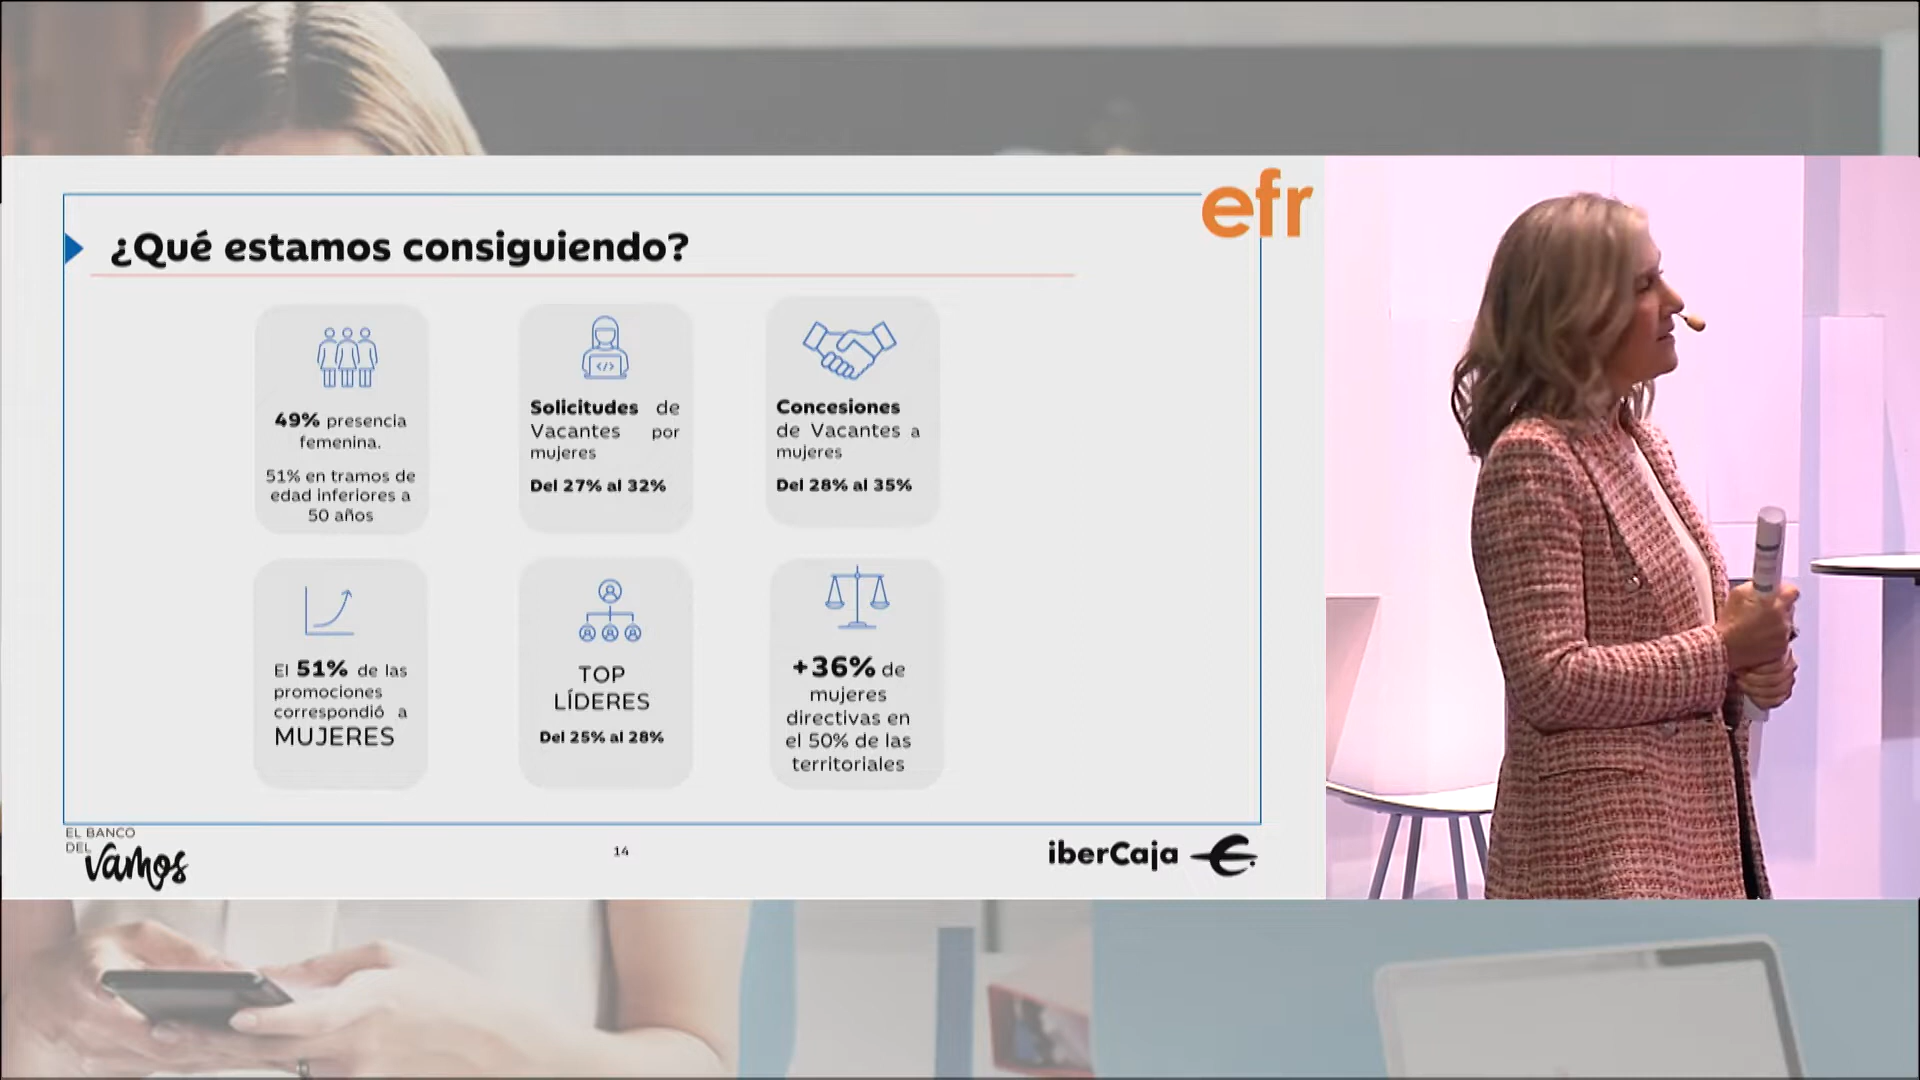 efr
¿Qué estamos consiguiendo?
49% presencia
femenina.
51% en tramos de
edad inferiores a
50 años
Solicitudes de
Vacantes por
mujeres
Del 27% al 32%
Concesiones
de Vacantes a
mujeres
Del 28% al 35%
El 51% de las
promociones
correspondió a
MUJERES
TOP
LÍDERES
Del 25% al 28%
+36% de
mujeres
directivas en
el 50% de las
territoriales
EL BANCO
DEL
vamos
14
iberCaja